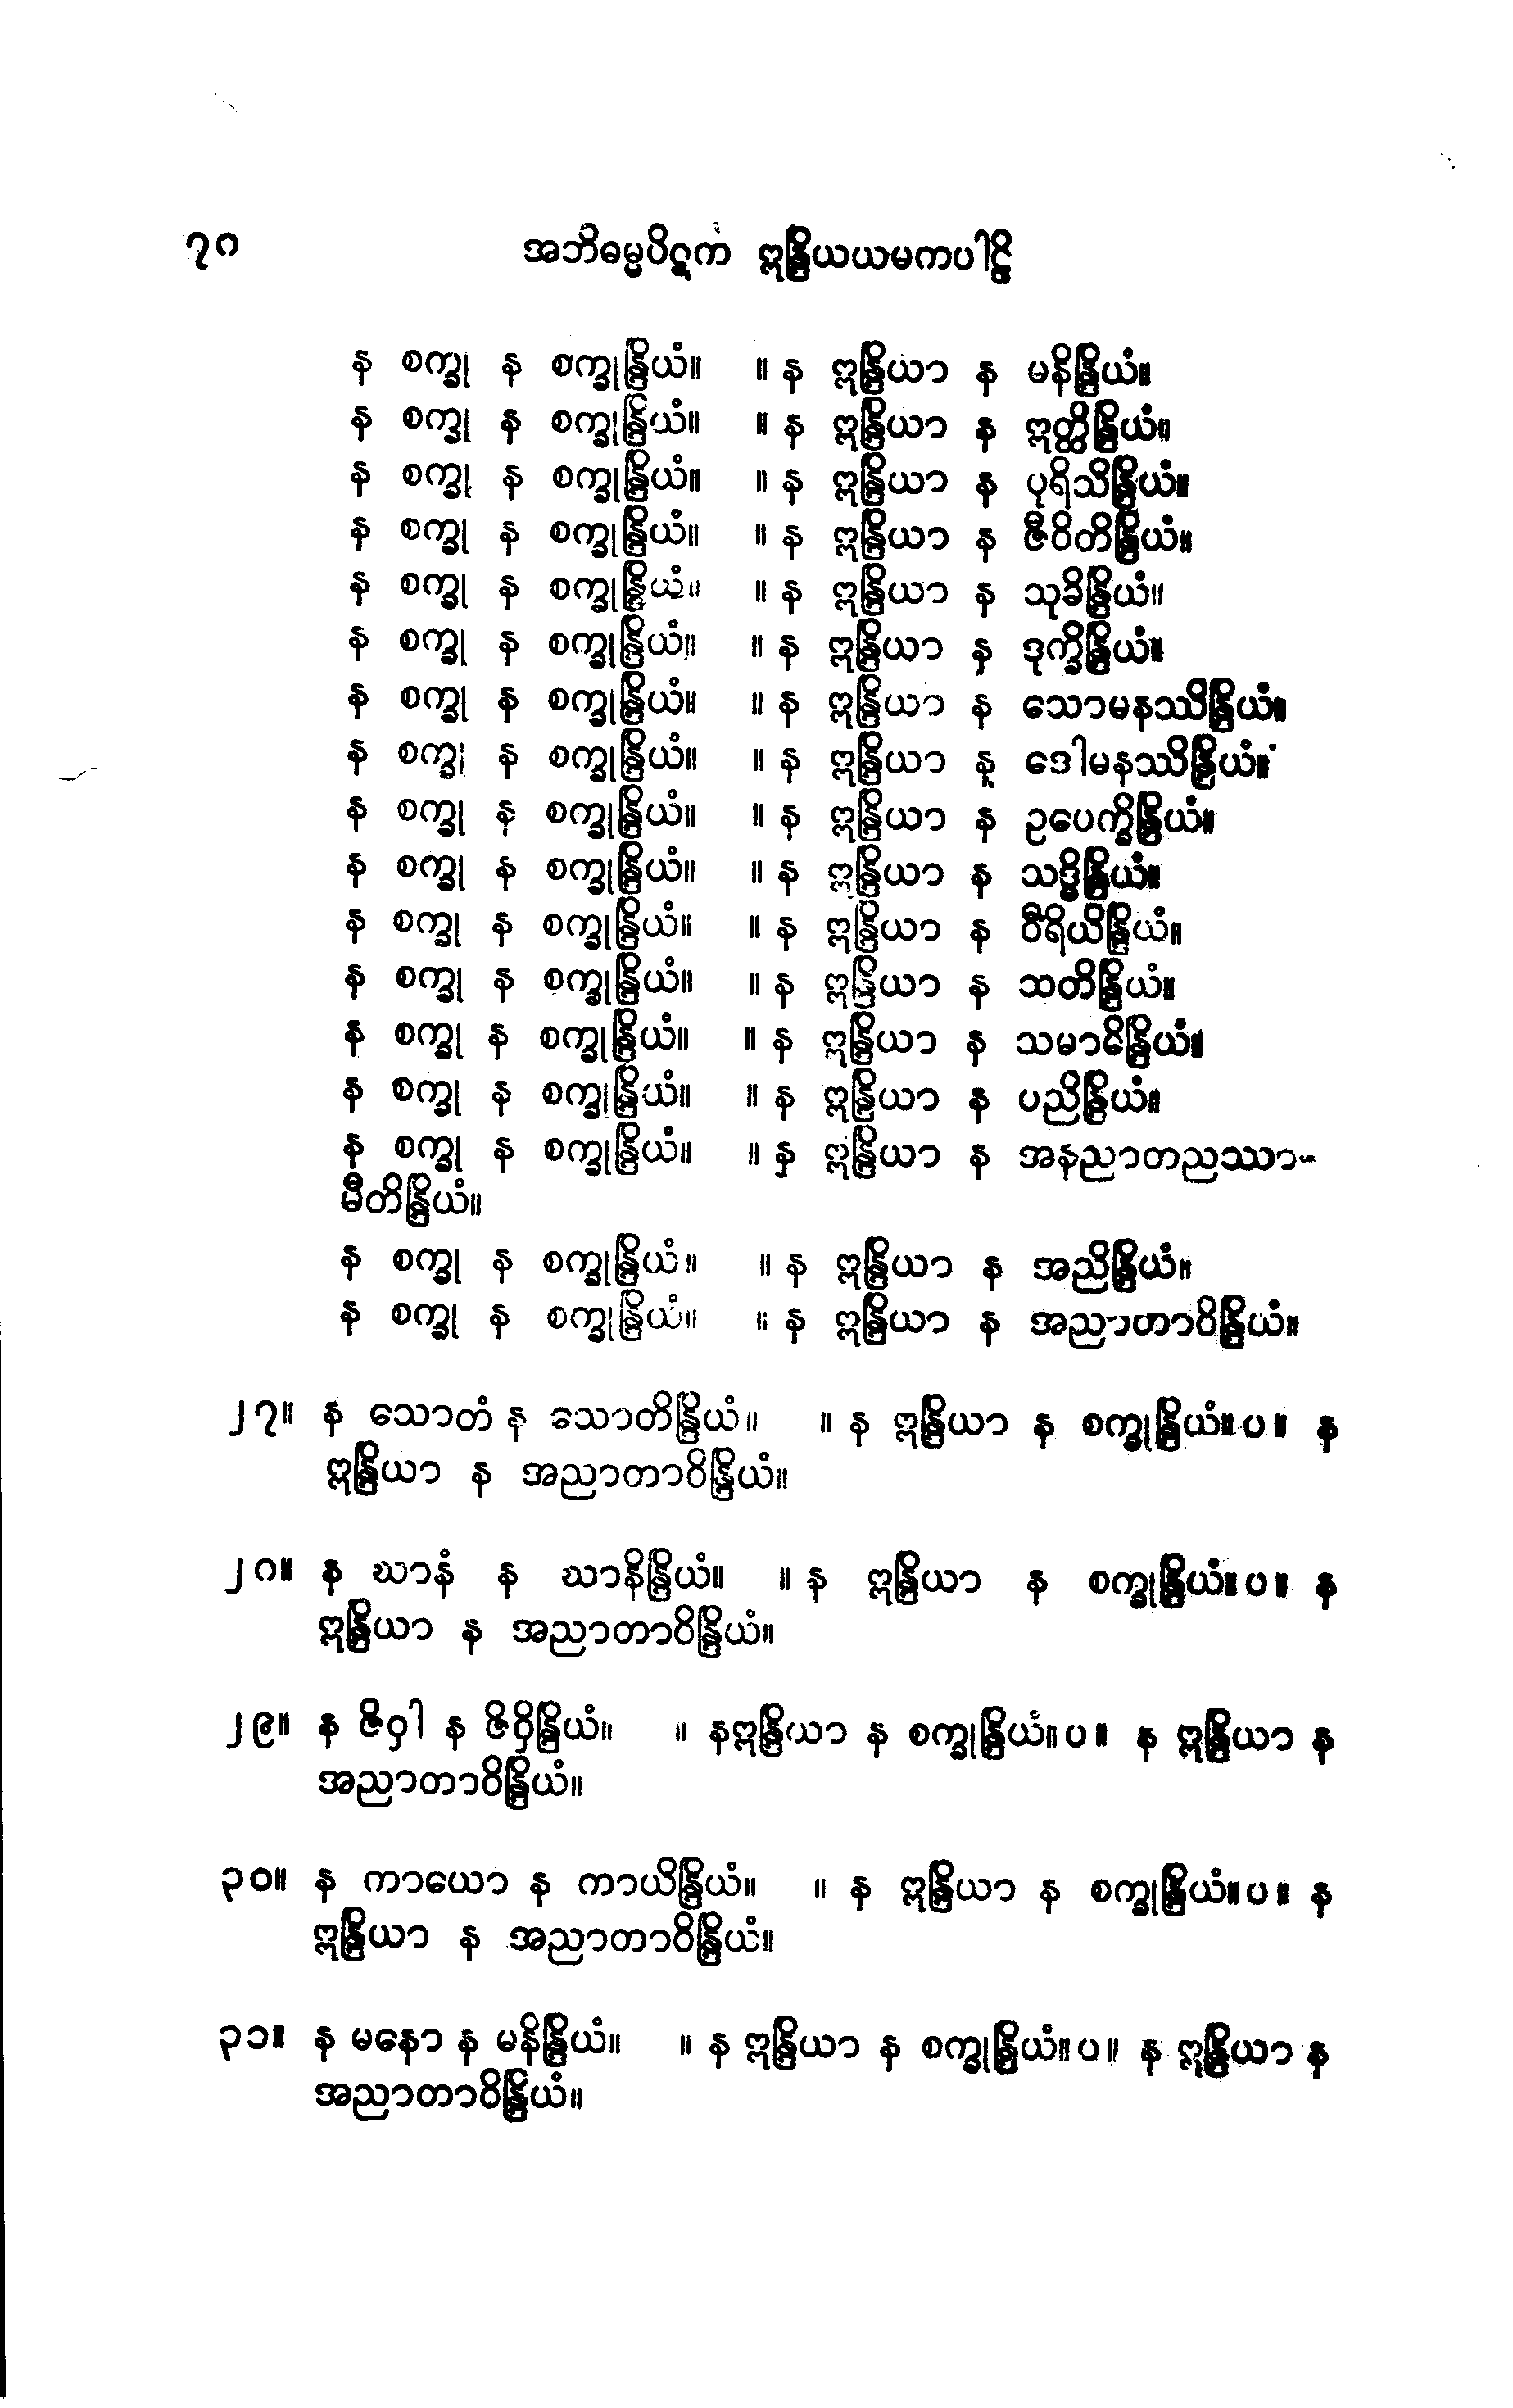 ၇၈ အဘိဓမ္မပိဋက ဣန္ဒြိယယမကပါဠိ
န စက္ခု န စက္ခုန္ဒြိယံ။ ။ န ဣန္ဒြိယာ န မနိန္ဒြိယံ။
န စက္ခု န စက္ခုန္ဒြိယံ။ ။ န ဣန္ဒြိယာ န ဣတ္ထိန္ဒြိယံ။
န စက္ခု န စက္ခုန္ဒြိယံ။ ။ န ဣန္ဒြိယာ န ပုရိသိန္ဒြိယံ။
န စက္ခု န စက္ခုန္ဒြိယံ။ ။ န ဣန္ဒြိယာ န ဇီဝိတိန္ဒြိယံ။
န စက္ခု န စက္ခုန္ဒြိယံ။ ။ န ဣန္ဒြိယာ န သုခိန္ဒြိယံ။
န စက္ခု န စက္ခုန္ဒြိယံ။ ။ န ဣန္ဒြိယာ န ဒုက္ခိန္ဒြိယံ။
န စက္ခု န စက္ခုန္ဒြိယံ။ ။ န ဣန္ဒြိယာ န သောမနဿိန္ဒြိယံ။
န စက္ခု န စက္ခုန္ဒြိယံ။ ။ န ဣန္ဒြိယာ န ဒေါမနဿိန္ဒြိယံ။
န စက္ခု န စက္ခုန္ဒြိယံ။ ။ န ဣန္ဒြိယာ န ဥပေက္ခိန္ဒြိယံ။
န စက္ခု န စက္ခုန္ဒြိယံ။ ။ န ဣန္ဒြိယာ န သဒ္ဓိန္ဒြိယံ။
န စက္ခု န စက္ခုန္ဒြိယံ။ ။ န ဣန္ဒြိယာ န ဝီရိယိန္ဒြိယံ။
န စက္ခု န စက္ခုန္ဒြိယံ။ ။ န ဣန္ဒြိယာ န သတိန္ဒြိယံ။
န စက္ခု န စက္ခုန္ဒြိယံ။ ။ န ဣန္ဒြိယာ န သမာဓိန္ဒြိယံ။
န စက္ခု န စက္ခုန္ဒြိယံ။ ။ န ဣန္ဒြိယာ န ပညိန္ဒြိယံ။
န စက္ခု န စက္ခုန္ဒြိယံ။ ။ န ဣန္ဒြိယာ န အနညာတညဿာ-
မီတိန္ဒြိယံ။
န စက္ခု န စက္ခုန္ဒြိယံ။ ။ န ဣန္ဒြိယာ န အညိန္ဒြိယံ။
န စက္ခု န စက္ခုန္ဒြိယံ။ ။ န ဣန္ဒြိယာ န အညာတာဝိန္ဒြိယံ။
၂၇။ န သောတံ န သောတိန္ဒြိယံ။ ။ န ဣန္ဒြိယာ န စက္ခုန္ဒြိယံ။ပ။ န
ဣန္ဒြိယာ န အညာတာဝိန္ဒြိယံ။
၂၈။ န ဃာနံ န ဃာနိန္ဒြိယံ။ ။ န ဣန္ဒြိယာ န စက္ခုန္ဒြိယံ။ပ။ န
ဣန္ဒြိယာ န အညာတာဝိန္ဒြိယံ။
၂၉။ န ဇိဝှါ န ဇိဝှိန္ဒြိယံ။ ။ နဣန္ဒြိယာ န စက္ခုန္ဒြိယံ။ပ။ န ဣန္ဒြိယာ န
အညာတာဝိန္ဒြိယံ။
၃၀။ န ကာယော န ကာယိန္ဒြိယံ။ ။ န ဣန္ဒြိယာ န စက္ခုန္ဒြိယံ။ပ။ န
ဣန္ဒြိယာ န အညာတာဝိန္ဒြိယံ။
၃၁။ န မနော န မနိန္ဒြိယံ။ ။ န ဣန္ဒြိယာ န စက္ခုန္ဒြိယံ။ပ။ န ဣန္ဒြိယာ န
အညာတာဝိန္ဒြိယံ။